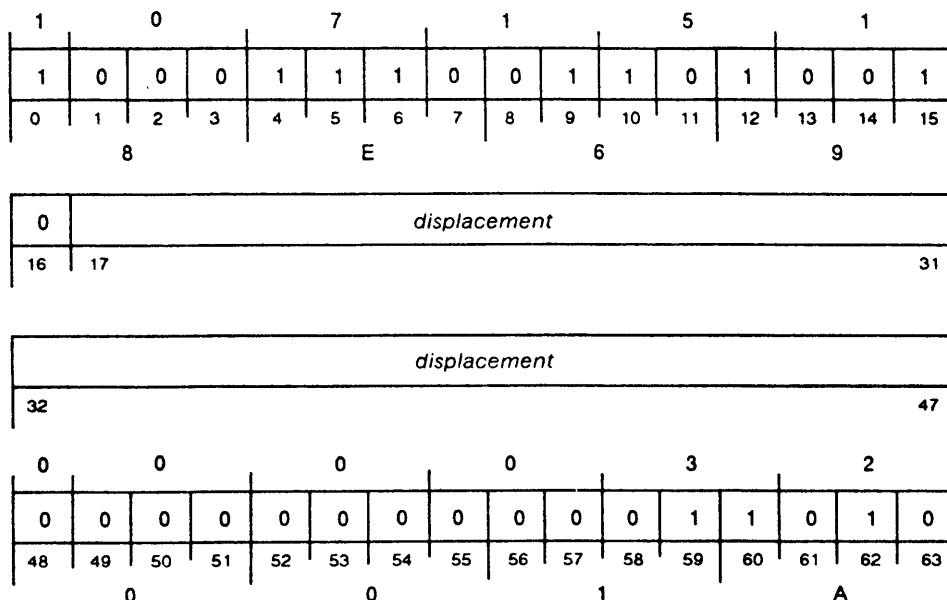 1 0 7 1 5 1
1 0 0 0 1 1 1 0 0 1 1 0 1 0 0 1
0 1 2 3 4 5 6 7 8 9 10 11 12 13 14 15
8 E 6 9
0 displacement
16 17 31
displacement
32 47
0 0 0 0 3 2
0 0 0 0 0 0 0 0 0 0 0 1 1 0 1 0
48 49 50 51 52 53 54 55 56 57 58 59 60 61 62 63
0 0 1 A